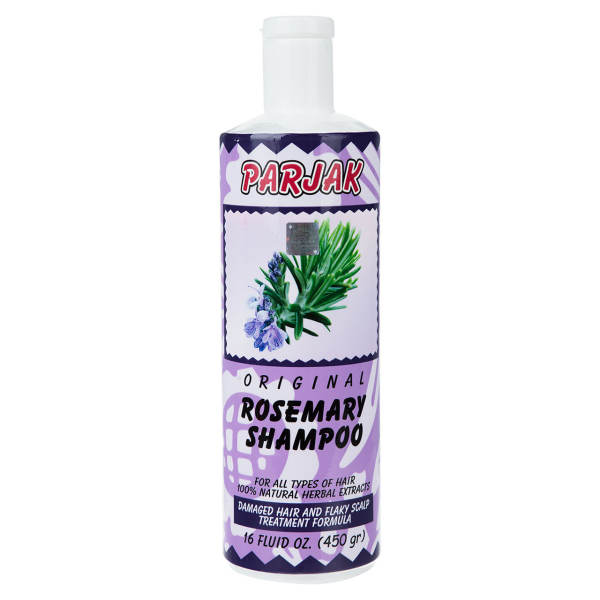 PARJAK
ORIGINAL
ROSEMARY
SHAMPOO
FOR ALL TYPES OF HAIR
100% NATURAL HERBAL EXTRACTS
DAMAGED HAIR AND FLAKY SCALP
TREATMENT FORMULA
16 FLUID OZ. (450 gr)